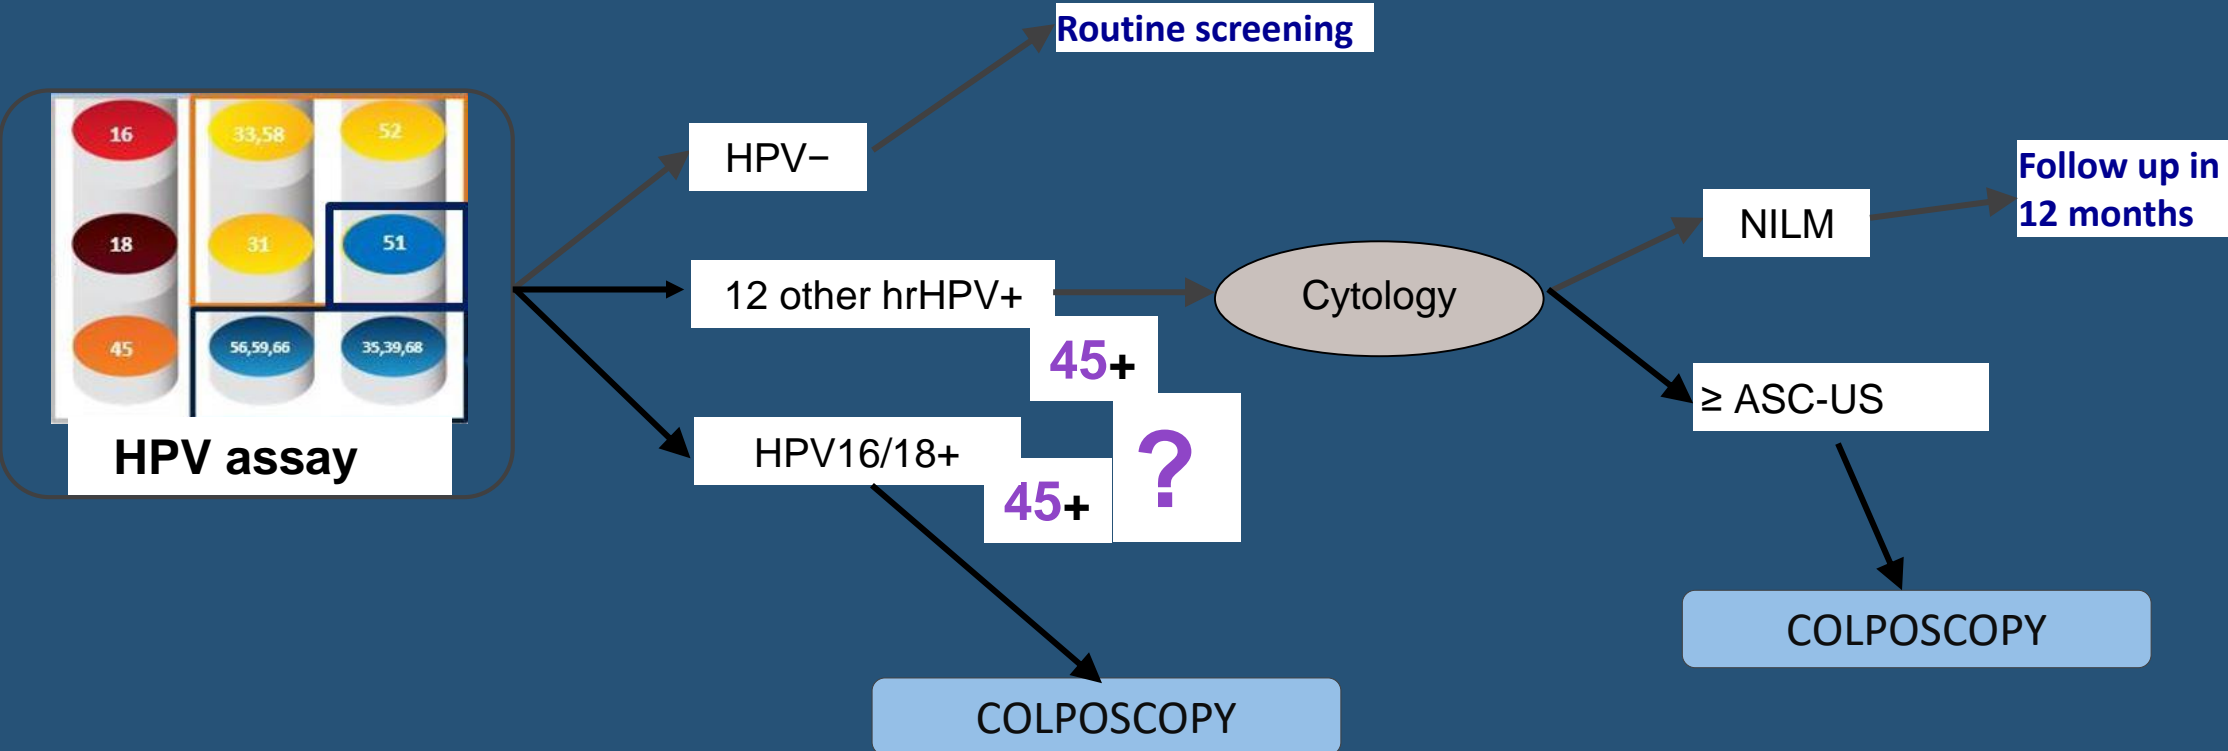 Routine screening
16
33,58
52
HPV−
Follow up in
12 months
18
31
51
NILM
12 other hrHPV+
Cytology
45
56,59,66
35,39,68
45+
≥ ASC-US
HPV assay
HPV16/18+
?
45+
COLPOSCOPY
COLPOSCOPY